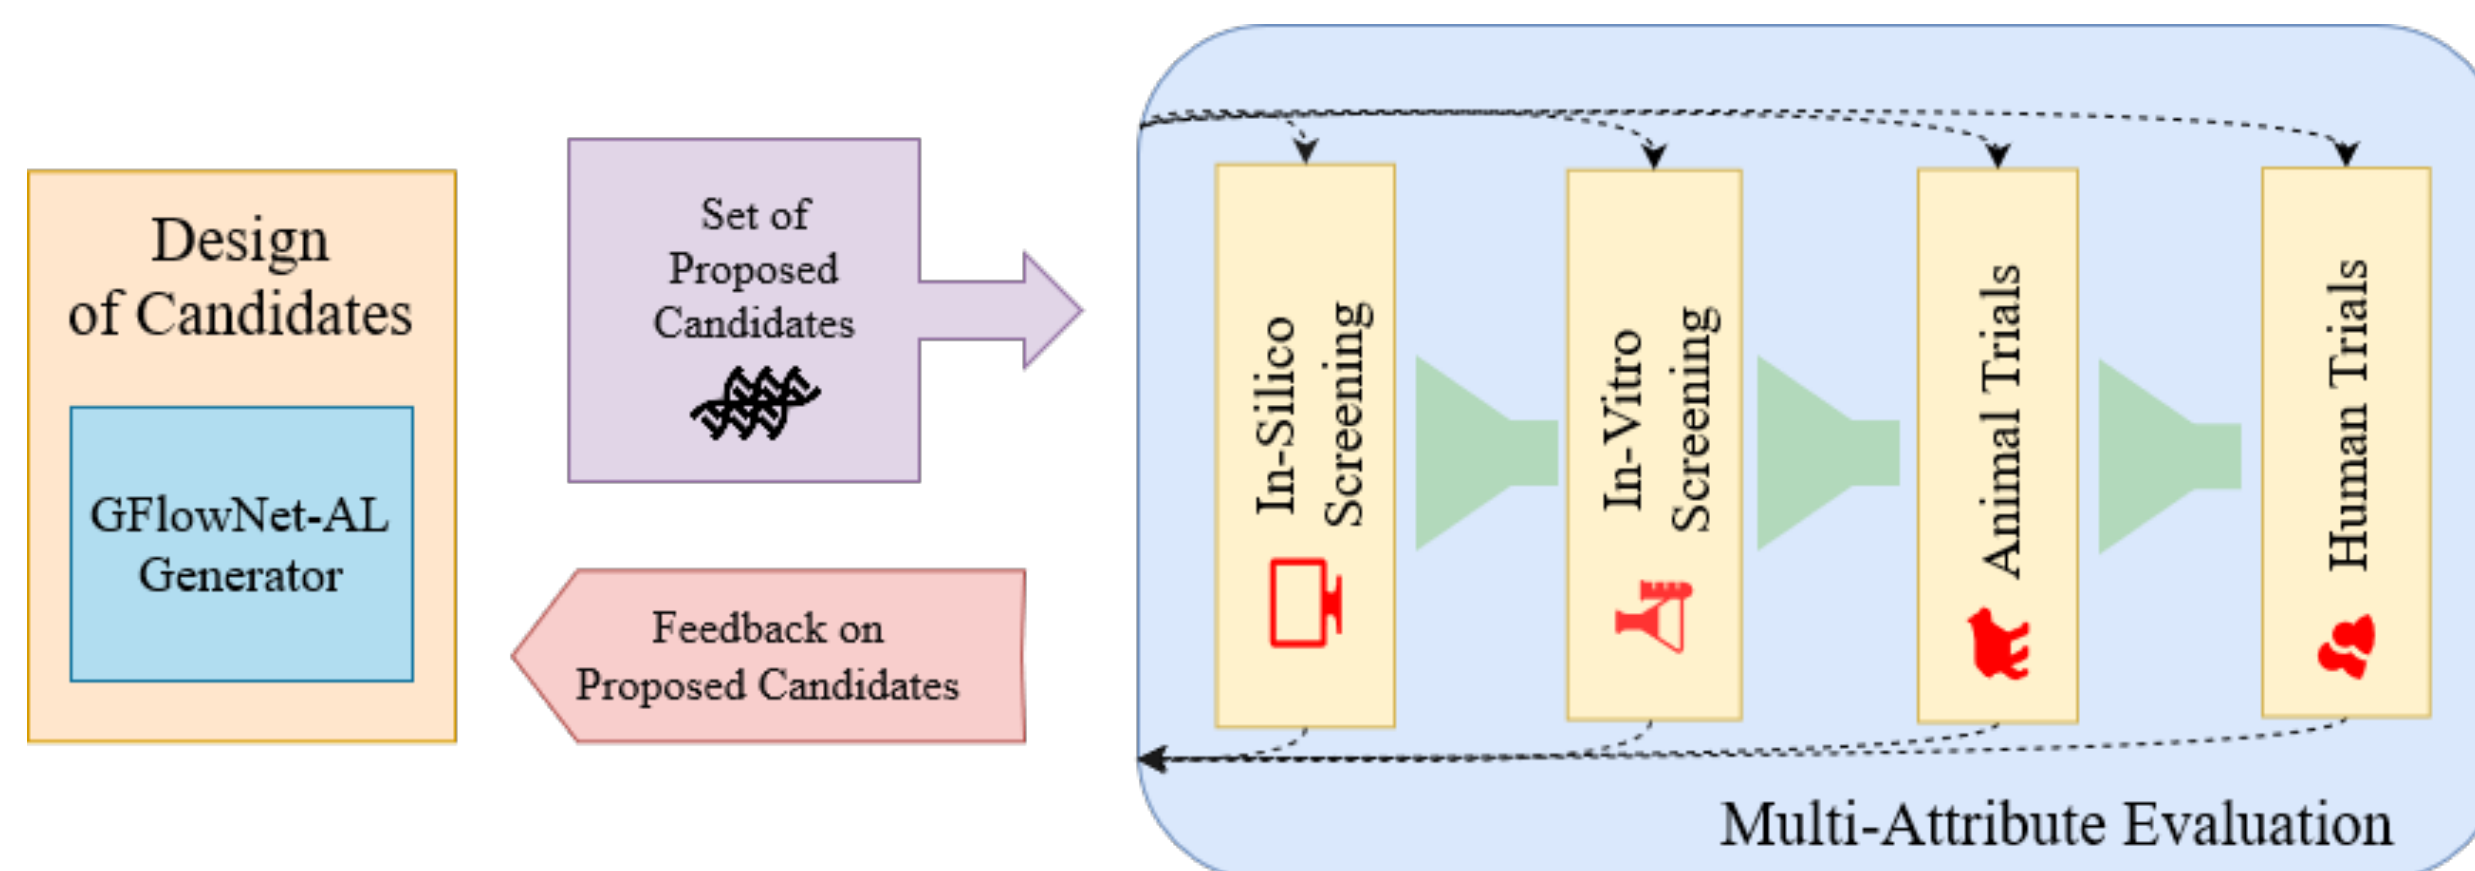 Design
of Candidates
GFlowNet-AL
Generator
Set of
Proposed
Candidates
Feedback on
Proposed Candidates
In-Silico
Screening
In-Vitro
Screening
Animal Trials
Human Trials
Multi-Attribute Evaluation